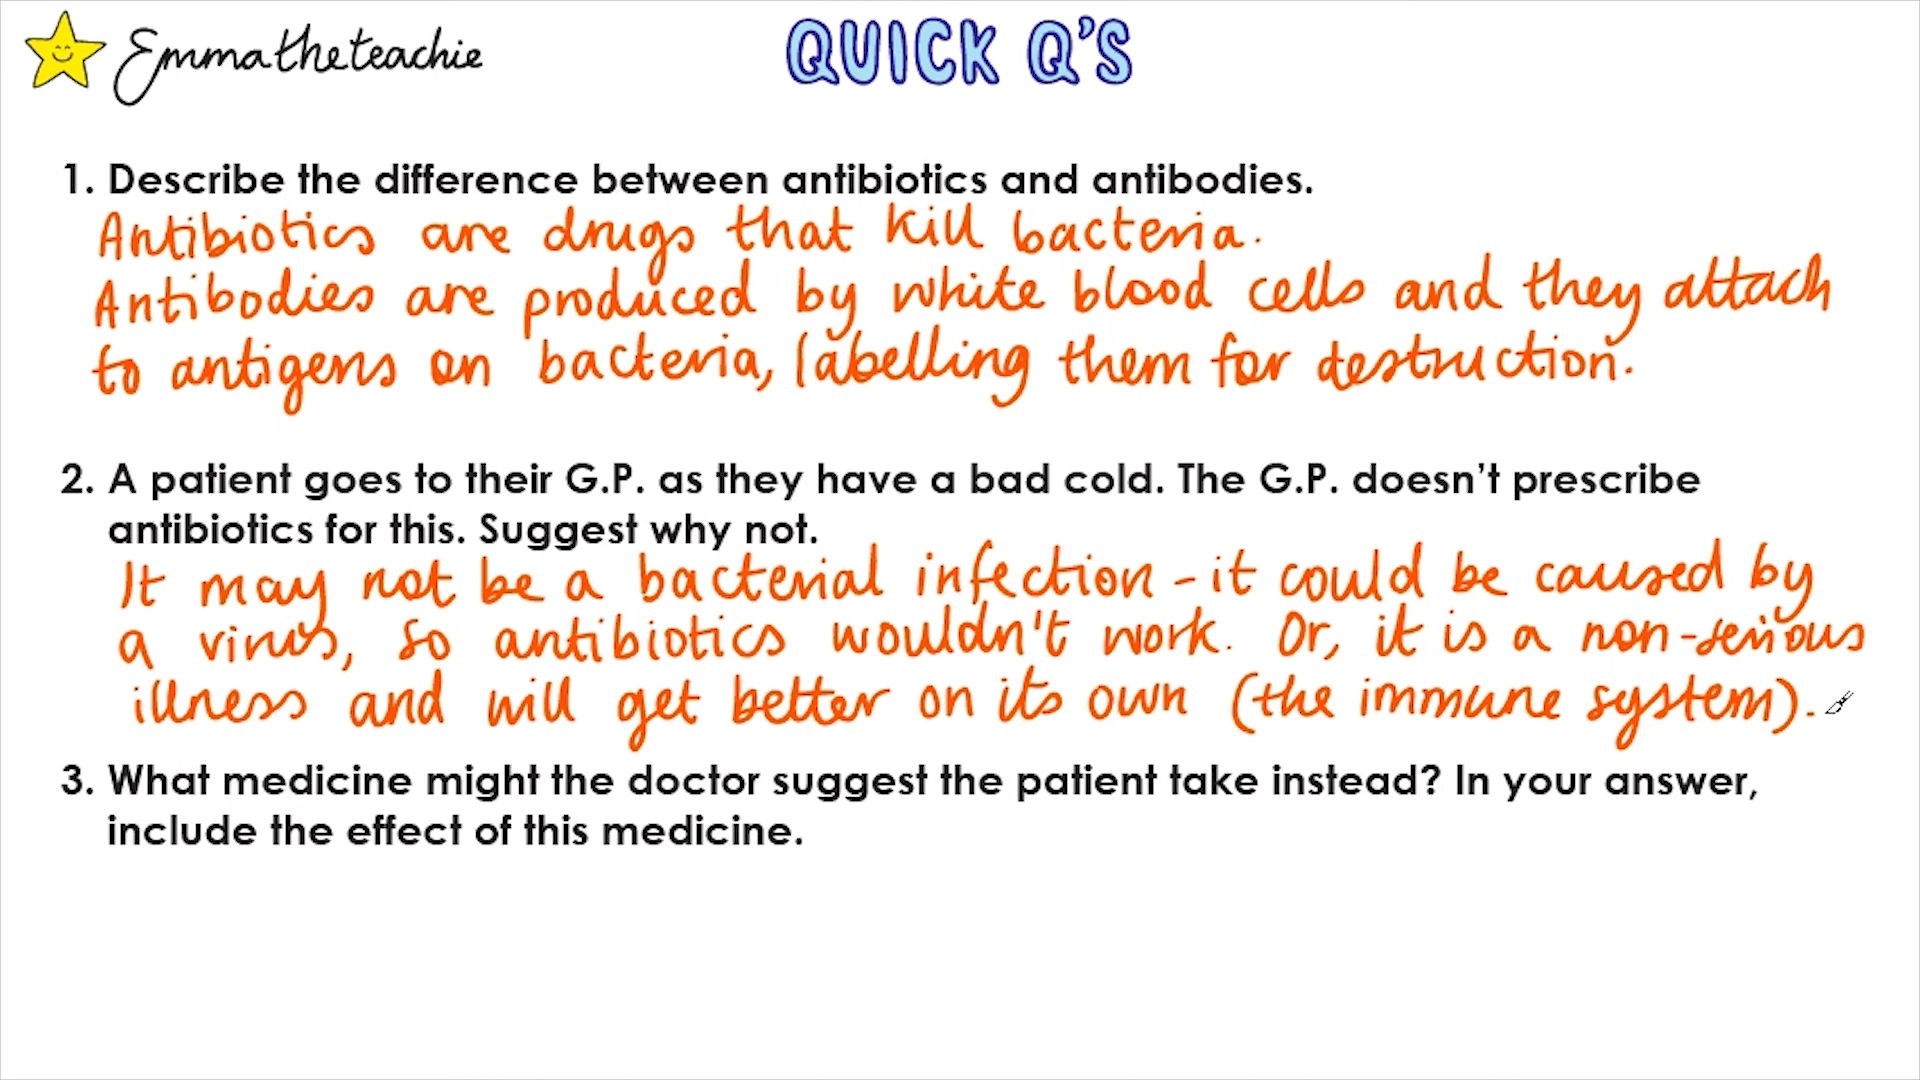 Emmatheteachie
QUICK Q'S
1. Describe the difference between antibiotics and antibodies.
Antibiotics are drugs that kill bacteria.
Antibodies are produced by white blood cells and they attach
to antigens on bacteria, labelling them for destruction.
2. A patient goes to their G.P. as they have a bad cold. The G.P. doesn't prescribe
antibiotics for this. Suggest why not.
It may not be a bacterial infection - it could be caused by
a virus, so antibiotics wouldn't work. Or, it is a non-serious
illness and will get better on its own (the immune system).
3. What medicine might the doctor suggest the patient take instead? In your answer,
include the effect of this medicine.